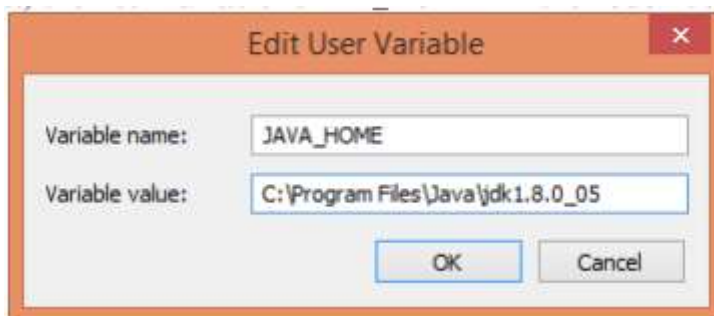 Edit User Variable
Variable name: JAVA_HOME
Variable value: C:\Program Files\Java\jdk1.8.0_05
OK Cancel